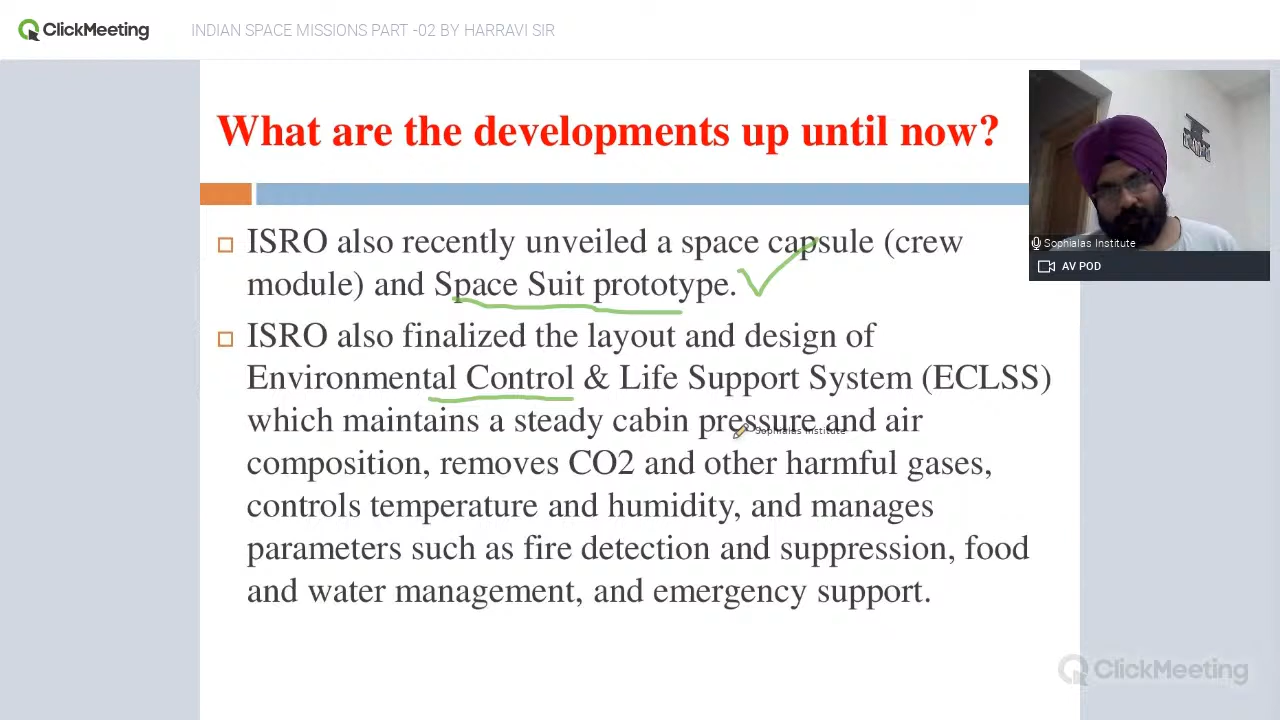 ClickMeeting
INDIAN SPACE MISSIONS PART -02 BY HARRAVI SIR
What are the developments up until now?
ISRO also recently unveiled a space capsule (crew
module) and Space Suit prototype.
ISRO also finalized the layout and design of
Environmental Control & Life Support System (ECLSS)
which maintains a steady cabin pressure and air
Sophialas Institute
composition, removes CO2 and other harmful gases,
controls temperature and humidity, and manages
parameters such as fire detection and suppression, food
and water management, and emergency support.
Sophialas Institute
AV POD
ClickMeeting